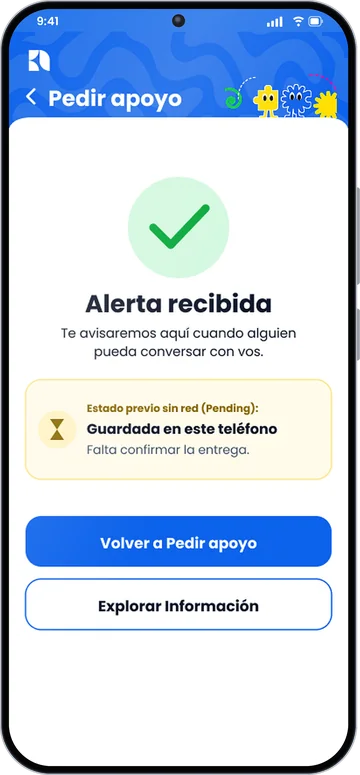 9:41
Pedir apoyo
Alerta recibida
Te avisaremos aquí cuando alguien
pueda conversar con vos.
Estado previo sin red (Pending):
Guardada en este teléfono
Falta confirmar la entrega.
Volver a Pedir apoyo
Explorar Información